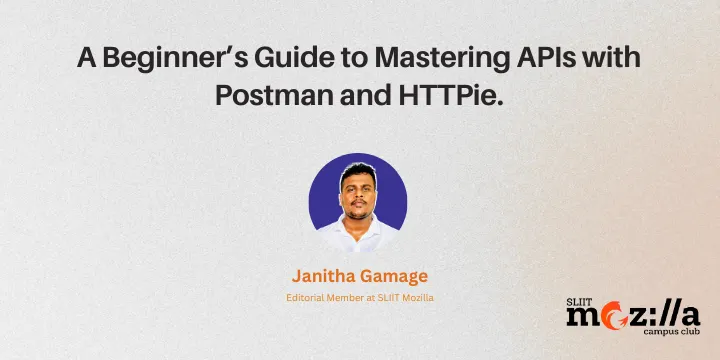 A Beginner’s Guide to Mastering APIs with
Postman and HTTPie.
Janitha Gamage
Editorial Member at SLIIT Mozilla
SLIIT
moz://a
campus club